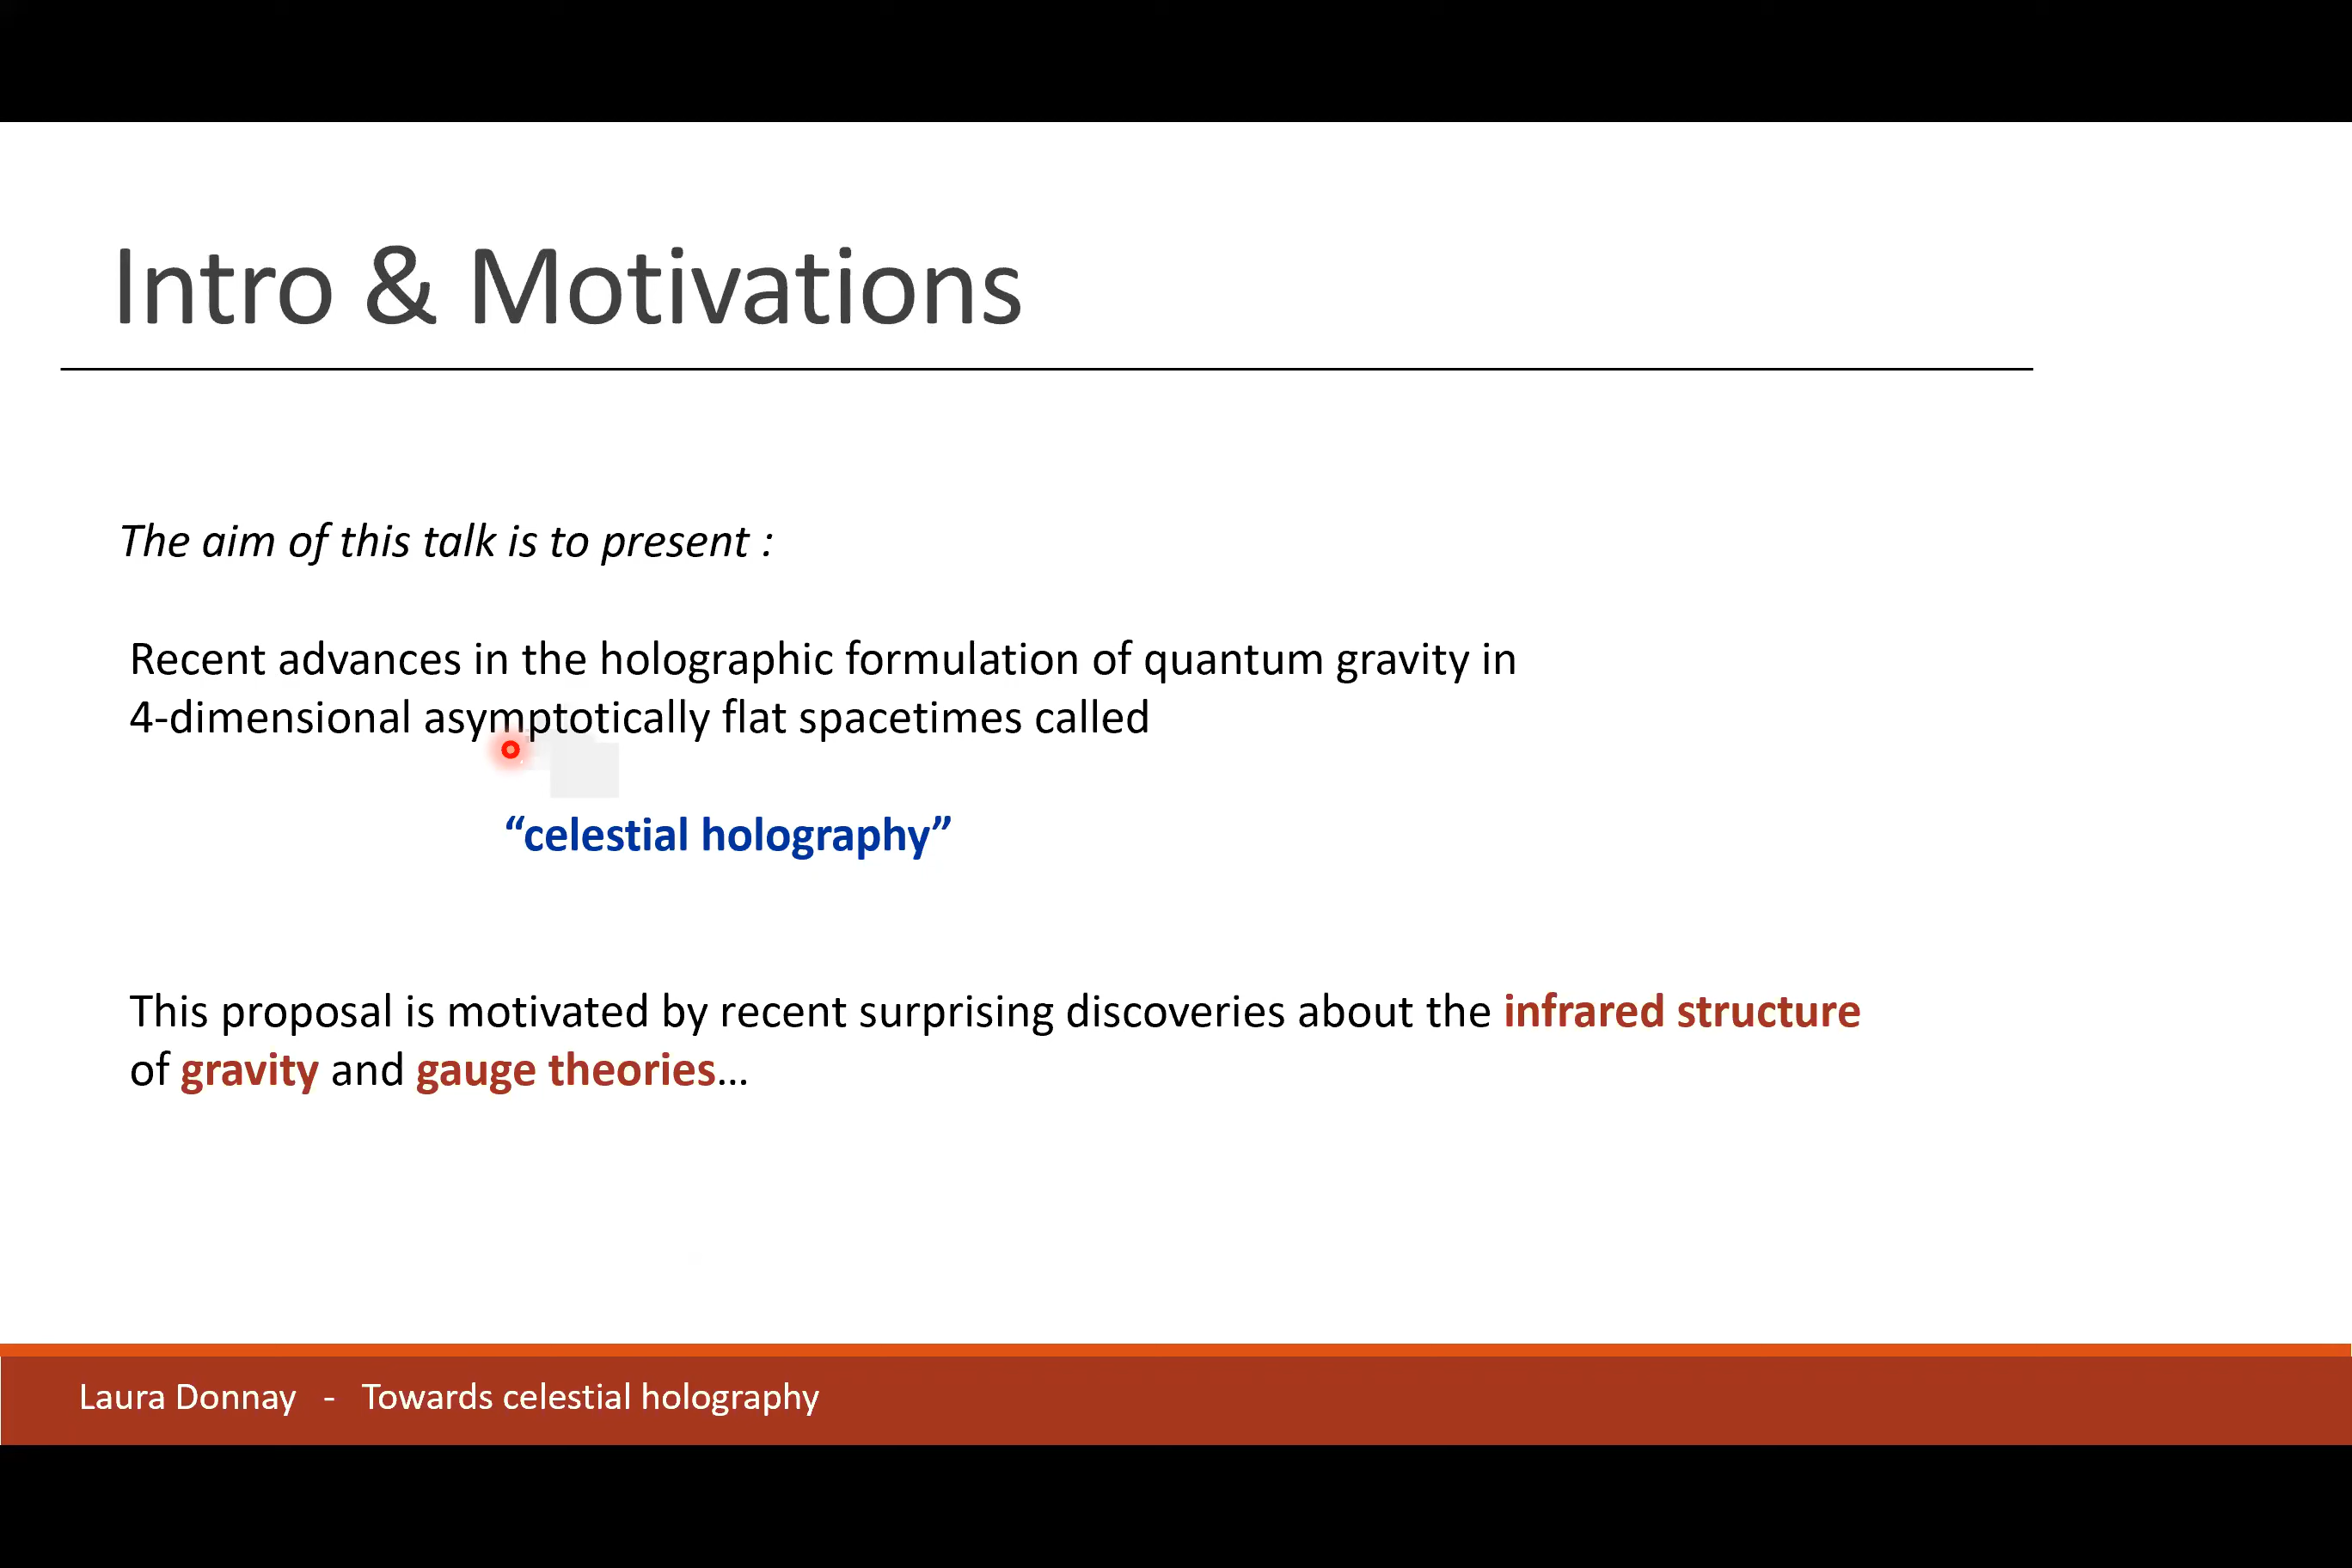 Intro & Motivations
The aim of this talk is to present :
Recent advances in the holographic formulation of quantum gravity in
4-dimensional asymptotically flat spacetimes called
“celestial holography”
This proposal is motivated by recent surprising discoveries about the infrared structure
of gravity and gauge theories...
Laura Donnay - Towards celestial holography